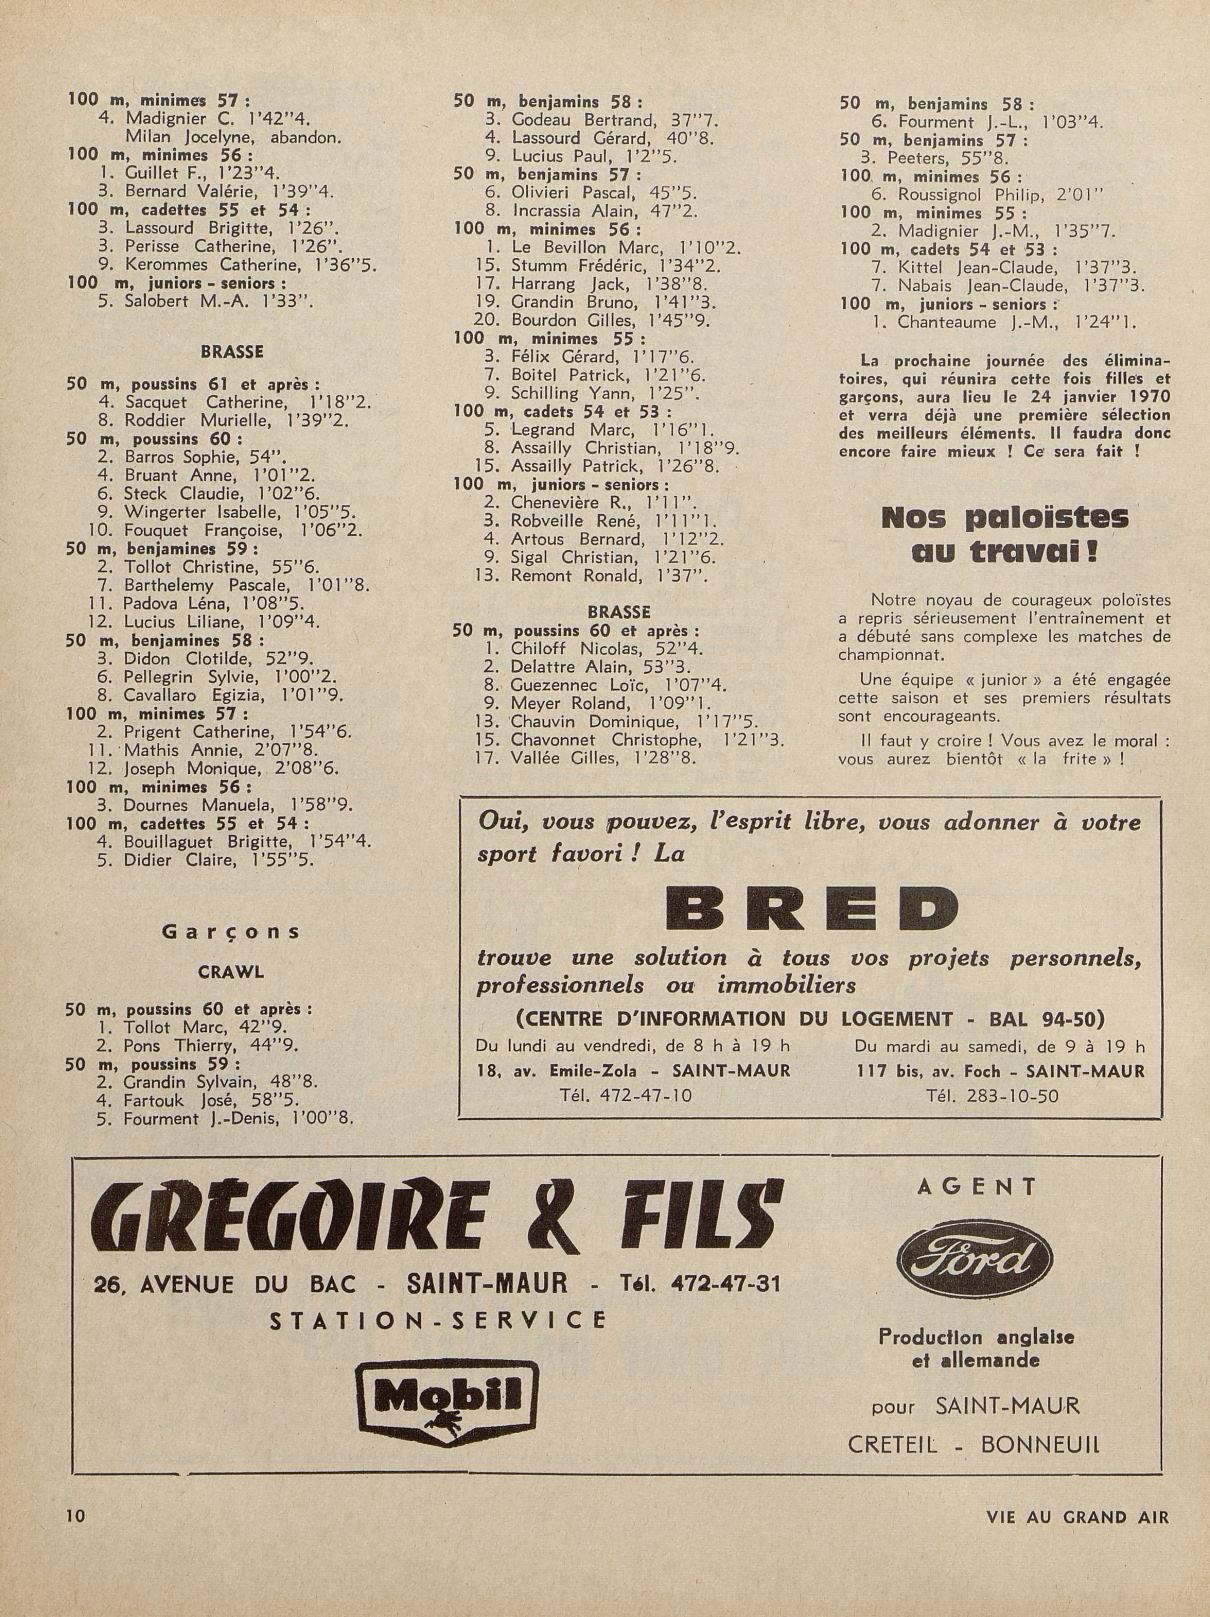 100 m, minimes 57 :
4. Madignier C. 1'42"4.
Milan Jocelyne, abandon.
100 m, minimes 56 :
1. Guillet F., 1'23"4.
3. Bernard Valérie, 1'39"4.
100 m, cadettes 55 et 54 :
3. Lassourd Brigitte, 1'26".
3. Perisse Catherine, 1'26".
9. Kerommes Catherine, 1'36"5.
100 m, juniors - seniors :
5. Salobert M.-A. 1'33".
BRASSE
50 m, poussins 61 et après :
4. Sacquet Catherine, 1'18"2.
8. Roddier Murielle, 1'39"2.
50 m, poussins 60 :
2. Barros Sophie, 54".
4. Bruant Anne, 1'01"2.
6. Steck Claudie, 1'02"6.
9. Wingerter Isabelle, 1'05"5.
10. Fouquet Françoise, 1'06"2.
50 m, benjamines 59 :
2. Tollot Christine, 55"6.
7. Barthelemy Pascale, 1'01"8.
11. Padova Léna, 1'08"5.
12. Lucius Liliane, 1'09"4.
50 m, benjamines 58 :
3. Didon Clotilde, 52"9.
6. Pellegrin Sylvie, 1'00"2.
8. Cavallaro Egizia, 1'01"9.
100 m, minimes 57 :
2. Prigent Catherine, 1'54"6.
11. Mathis Annie, 2'07"8.
12. Joseph Monique, 2'08"6.
100 m, minimes 56 :
3. Dournes Manuela, 1'58"9.
100 m, cadettes 55 et 54 :
4. Bouillaguet Brigitte, 1'54"4.
5. Didier Claire, 1'55"5.
Garçons
CRAWL
50 m, poussins 60 et après :
1. Tollot Marc, 42"9.
2. Pons Thierry, 44"9.
50 m, poussins 59 :
2. Grandin Sylvain, 48"8.
4. Fartouk José, 58"5.
5. Fourment J.-Denis, 1'00"8.
50 m, benjamins 58 :
3. Godeau Bertrand, 37"7.
4. Lassourd Gérard, 40"8.
9. Lucius Paul, 1'2"5.
50 m, benjamins 57 :
6. Olivieri Pascal, 45"5.
8. Incrassia Alain, 47"2.
100 m, minimes 56 :
1. Le Bevillon Marc, 1'10"2.
15. Stumm Frédéric, 1'34"2.
17. Harrang Jack, 1'38"8.
19. Grandin Bruno, 1'41"3.
20. Bourdon Gilles, 1'45"9.
100 m, minimes 55 :
3. Félix Gérard, 1'17"6.
7. Boitel Patrick, 1'21"6.
9. Schilling Yann, 1'25".
100 m, cadets 54 et 53 :
5. Legrand Marc, 1'16"1.
8. Assailly Christian, 1'18"9.
15. Assailly Patrick, 1'26"8.
100 m, juniors - seniors :
2. Chenevière R., 1'11".
3. Robveille René, 1'11"1.
4. Artous Bernard, 1'12"2.
9. Sigal Christian, 1'21"6.
13. Remont Ronald, 1'37".
BRASSE
50 m, poussins 60 et après :
1. Chiloff Nicolas, 52"4.
2. Delattre Alain, 53"3.
8. Guezennec Loïc, 1'07"4.
9. Meyer Roland, 1'09"1.
13. Chauvin Dominique, 1'17"5.
15. Chavonnet Christophe, 1'21"3.
17. Vallée Gilles, 1'28"8.
50 m, benjamins 58 :
6. Fourment J.-L., 1'03"4.
50 m, benjamins 57 :
3. Peeters, 55"8.
100 m, minimes 56 :
6. Roussignol Philip, 2'01"
100 m, minimes 55 :
2. Madignier J.-M., 1'35"7.
100 m, cadets 54 et 53 :
7. Kittel Jean-Claude, 1'37"3.
7. Nabais Jean-Claude, 1'37"3.
100 m, juniors - seniors :
1. Chanteaume J.-M., 1'24"1.
La prochaine journée des élimina-
toires, qui réunira cette fois filles et
garçons, aura lieu le 24 janvier 1970
et verra déjà une première sélection
des meilleurs éléments. Il faudra donc
encore faire mieux ! Ce sera fait !
Nos paloïstes
au travai !
Notre noyau de courageux poloïstes
a repris sérieusement l'entraînement et
a débuté sans complexe les matches de
championnat.
Une équipe « junior » a été engagée
cette saison et ses premiers résultats
sont encourageants.
Il faut y croire ! Vous avez le moral :
vous aurez bientôt « la frite » !
Oui, vous pouvez, l'esprit libre, vous adonner à votre
sport favori ! La
BRED
trouve une solution à tous vos projets personnels,
professionnels ou immobiliers
(CENTRE D'INFORMATION DU LOGEMENT - BAL 94-50)
Du lundi au vendredi, de 8 h à 19 h
18, av. Emile-Zola - SAINT-MAUR
Tél. 472-47-10
Du mardi au samedi, de 9 à 19 h
117 bis, av. Foch - SAINT-MAUR
Tél. 283-10-50
GRÉGOIRE & FILS
26, AVENUE DU BAC - SAINT-MAUR - Tél. 472-47-31
STATION-SERVICE
Mobil
AGENT
Ford
Production anglaise
et allemande
pour SAINT-MAUR
CRETEIL - BONNEUIL
10
VIE AU GRAND AIR